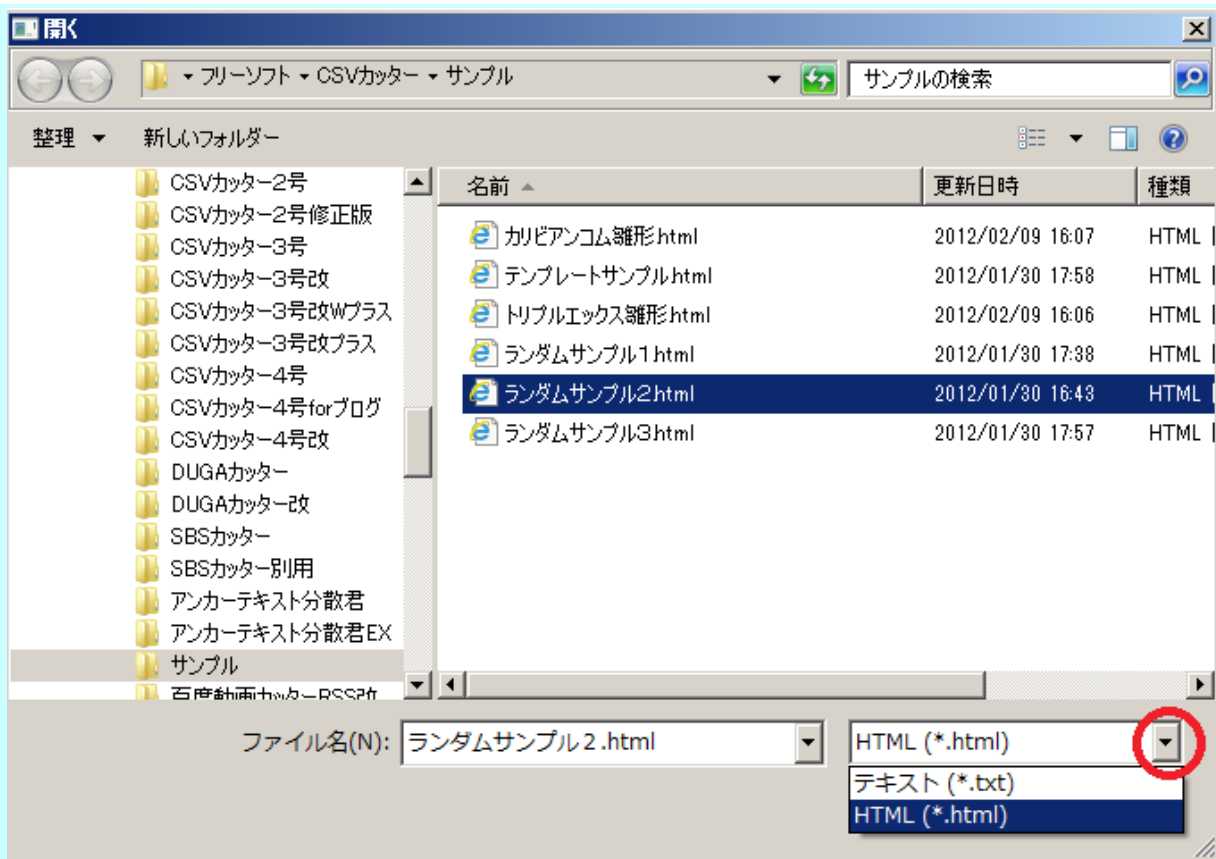 開く
フリーソフト CSVカッター サンプル
サンプルの検索
整理
新しいフォルダー
CSVカッター2号
CSVカッター2号修正版
CSVカッター3号
CSVカッター3号改
CSVカッター3号改Wプラス
CSVカッター3号改プラス
CSVカッター4号
CSVカッター4号forブログ
CSVカッター4号改
DUGAカッター
DUGAカッター改
SBSカッター
SBSカッター別用
アンカーテキスト分散君
アンカーテキスト分散君EX
サンプル
百度動画カッターRSS改
名前 更新日時 種類
カリビアンコム雛形.html 2012/02/09 16:07 HTML
テンプレートサンプル.html 2012/01/30 17:58 HTML
トリプルエックス雛形.html 2012/02/09 16:06 HTML
ランダムサンプル1.html 2012/01/30 17:38 HTML
ランダムサンプル2.html 2012/01/30 16:43 HTML
ランダムサンプル3.html 2012/01/30 17:57 HTML
ファイル名(N): ランダムサンプル2.html
HTML (*.html)
テキスト (*.txt)
HTML (*.html)